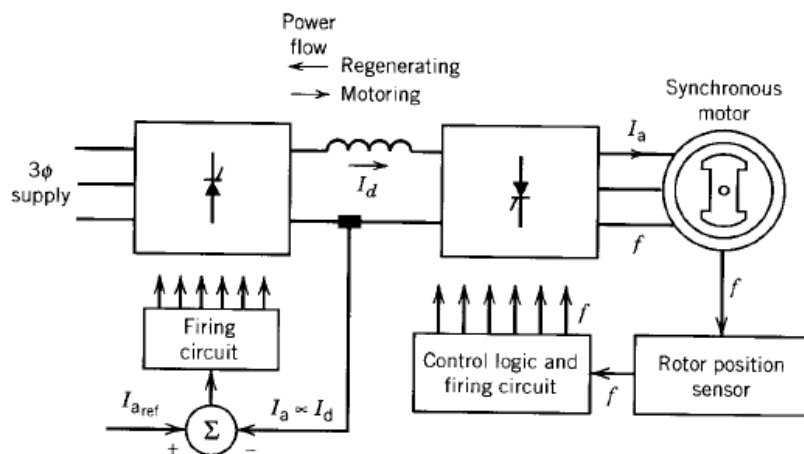 Power
flow
Regenerating
Motoring
Synchronous
motor
3ϕ
supply
I_d
I_a
f
f
f
Firing
circuit
Control logic and
firing circuit
f
Rotor position
sensor
I_aref
+
Σ
−
I_a ∝ I_d